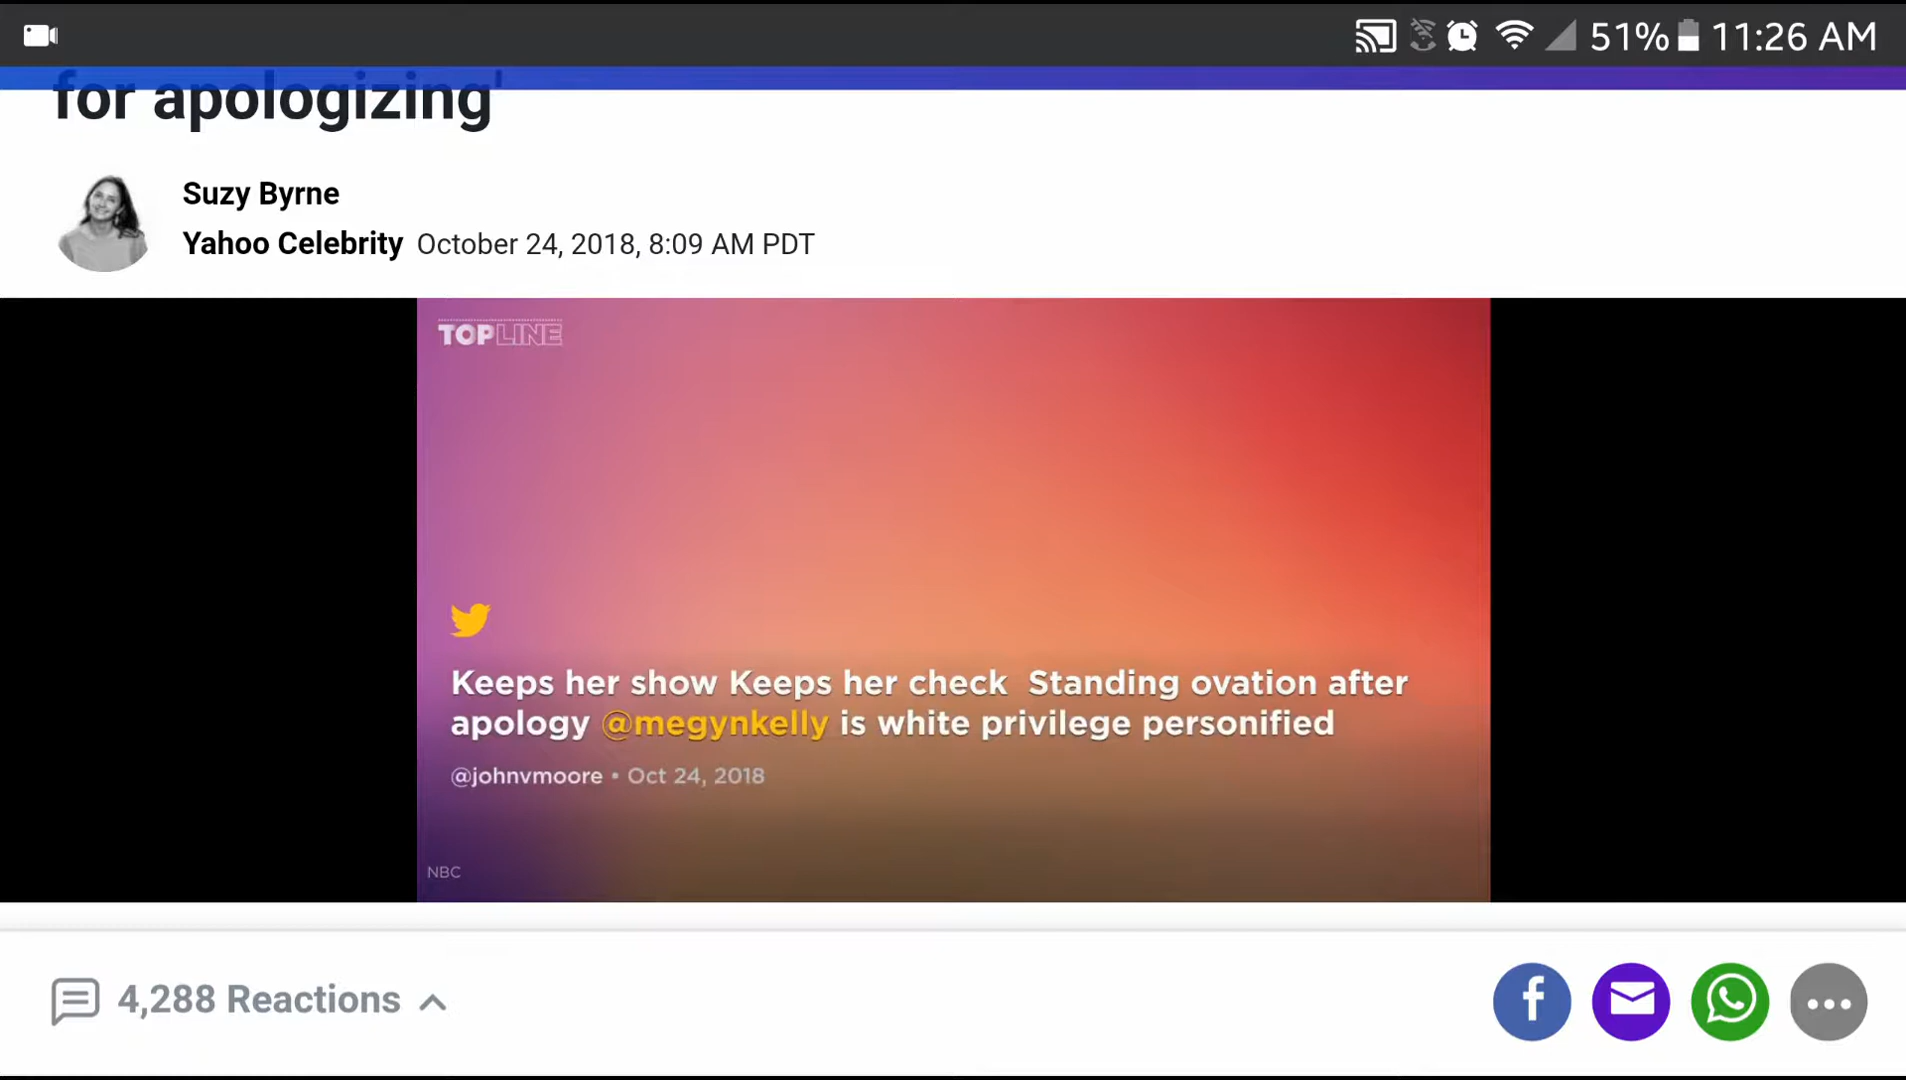 51% 11:26 AM
for apologizing'
Suzy Byrne
Yahoo Celebrity October 24, 2018, 8:09 AM PDT
TOPLINE
Keeps her show Keeps her check Standing ovation after
apology @megynkelly is white privilege personified
@johnvmoore • Oct 24, 2018
NBC
4,288 Reactions